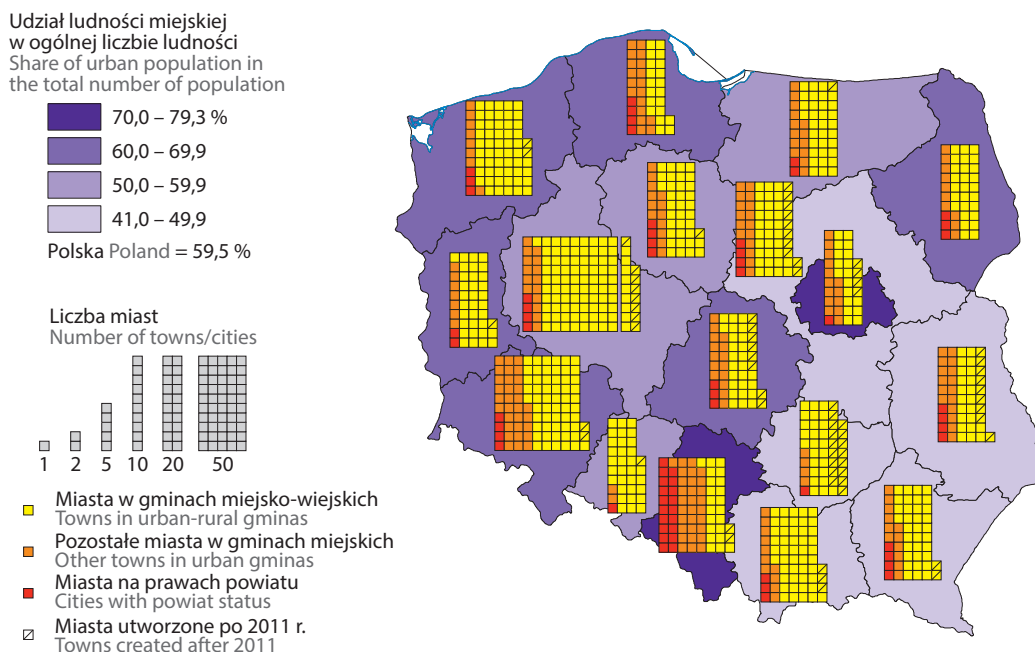 Udział ludności miejskiej
w ogólnej liczbie ludności
Share of urban population in
the total number of population
70,0 – 79,3 %
60,0 – 69,9
50,0 – 59,9
41,0 – 49,9
Polska Poland = 59,5 %
Liczba miast
Number of towns/cities
1 2 5 10 20 50
Miasta w gminach miejsko-wiejskich
Towns in urban-rural gminas
Pozostałe miasta w gminach miejskich
Other towns in urban gminas
Miasta na prawach powiatu
Cities with powiat status
Miasta utworzone po 2011 r.
Towns created after 2011